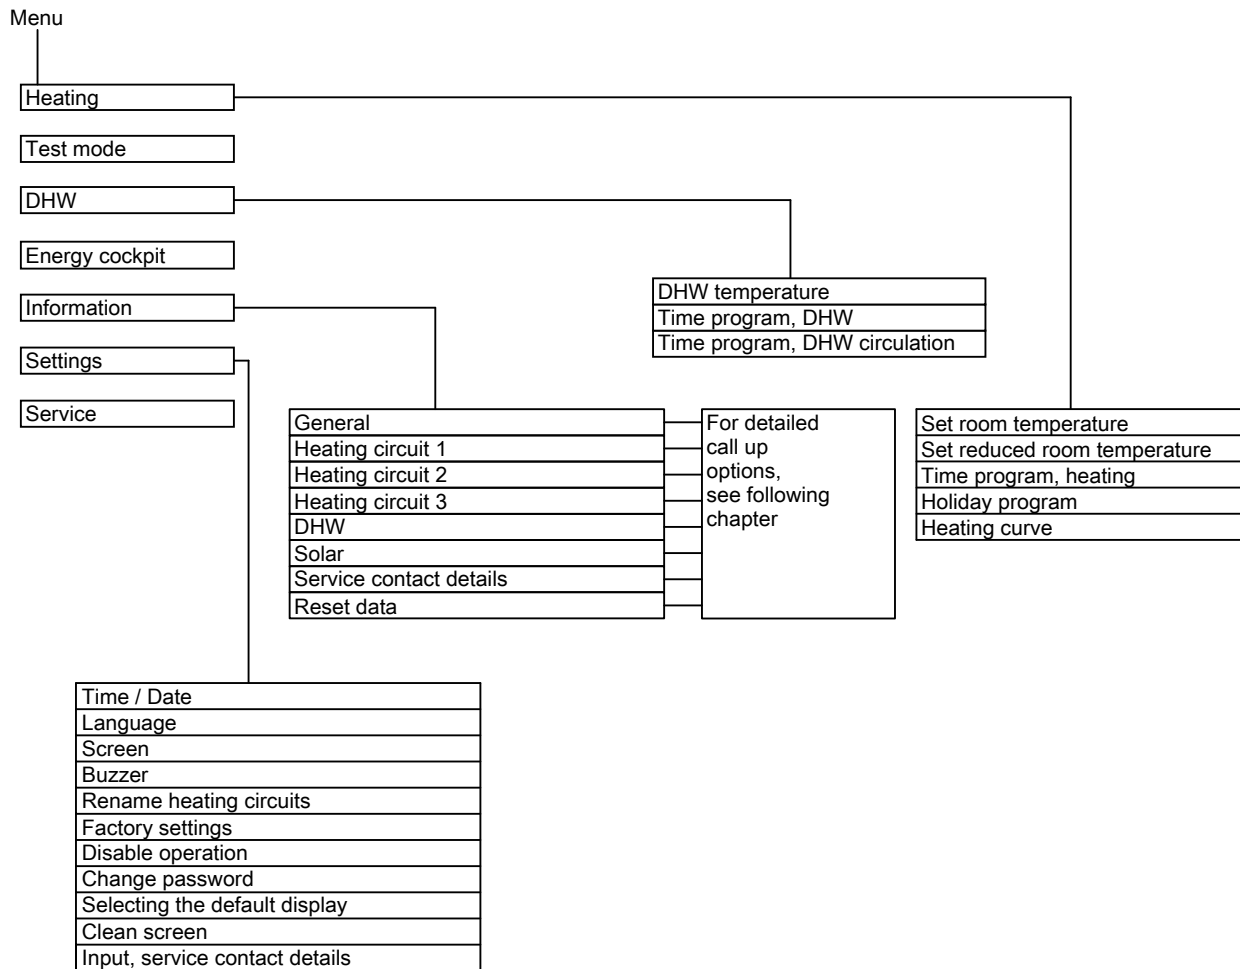 Menu
Heating
Test mode
DHW
Energy cockpit
Information
Settings
Service
DHW temperature
Time program, DHW
Time program, DHW circulation
General
Heating circuit 1
Heating circuit 2
Heating circuit 3
DHW
Solar
Service contact details
Reset data
For detailed
call up
options,
see following
chapter
Set room temperature
Set reduced room temperature
Time program, heating
Holiday program
Heating curve
Time / Date
Language
Screen
Buzzer
Rename heating circuits
Factory settings
Disable operation
Change password
Selecting the default display
Clean screen
Input, service contact details